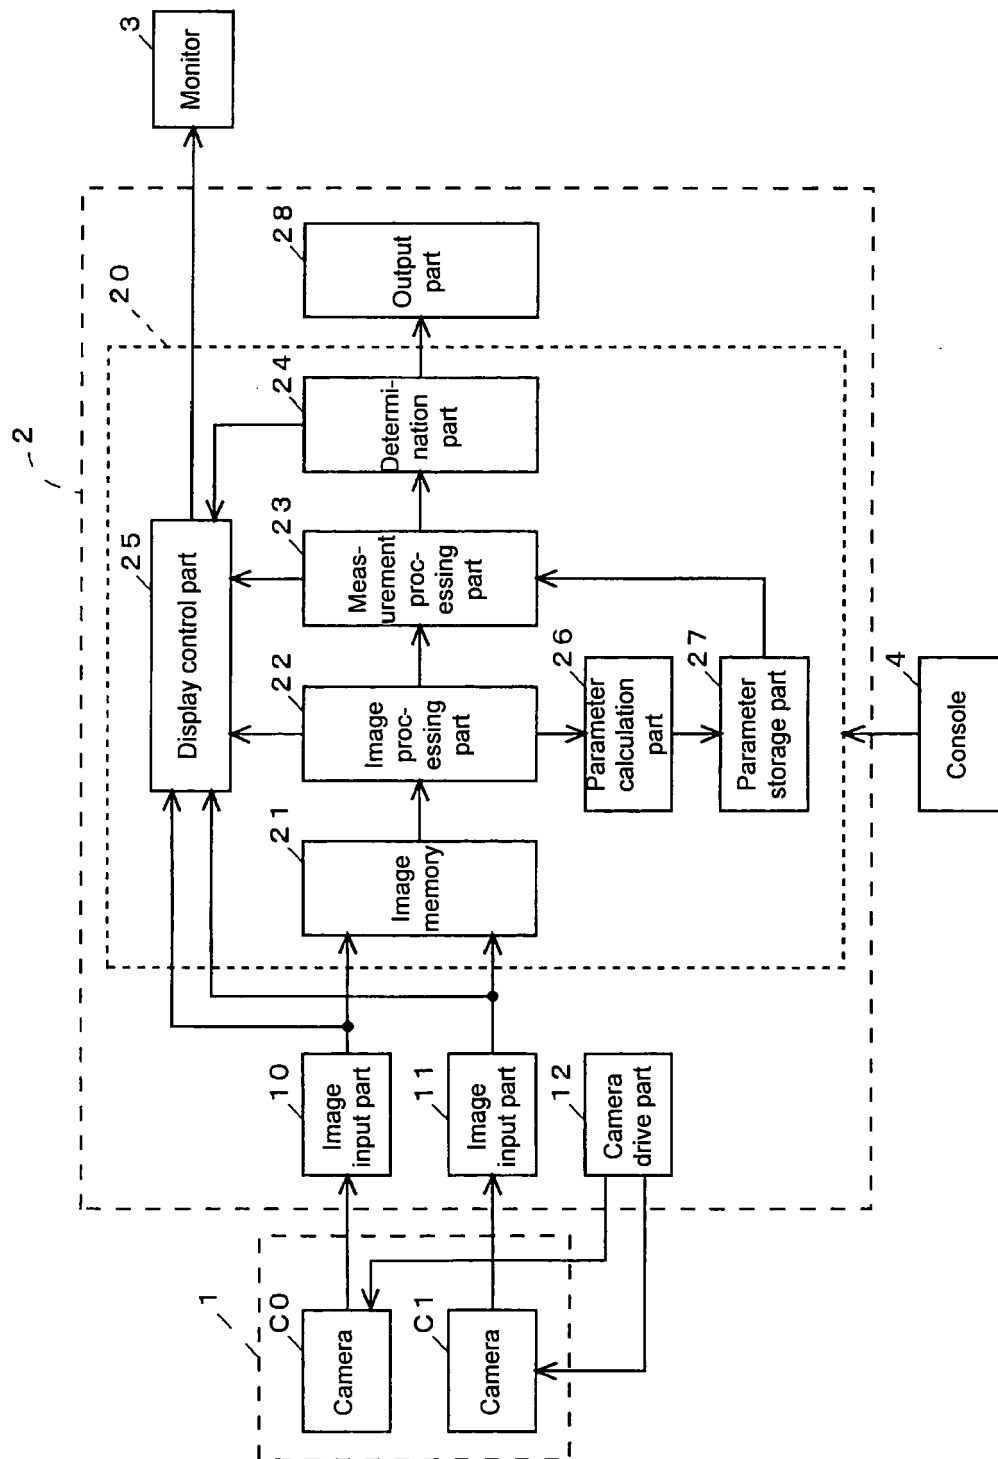 1
C0
Camera
C1
Camera
2
10
Image
input part
11
Image
input part
12
Camera
drive part
20
21
Image
memory
22
Image
proc-
essing
part
23
Meas-
urement
proc-
essing
part
24
Determi-
nation
part
25
Display control part
26
Parameter
calculation
part
27
Parameter
storage part
28
Output
part
3
Monitor
4
Console